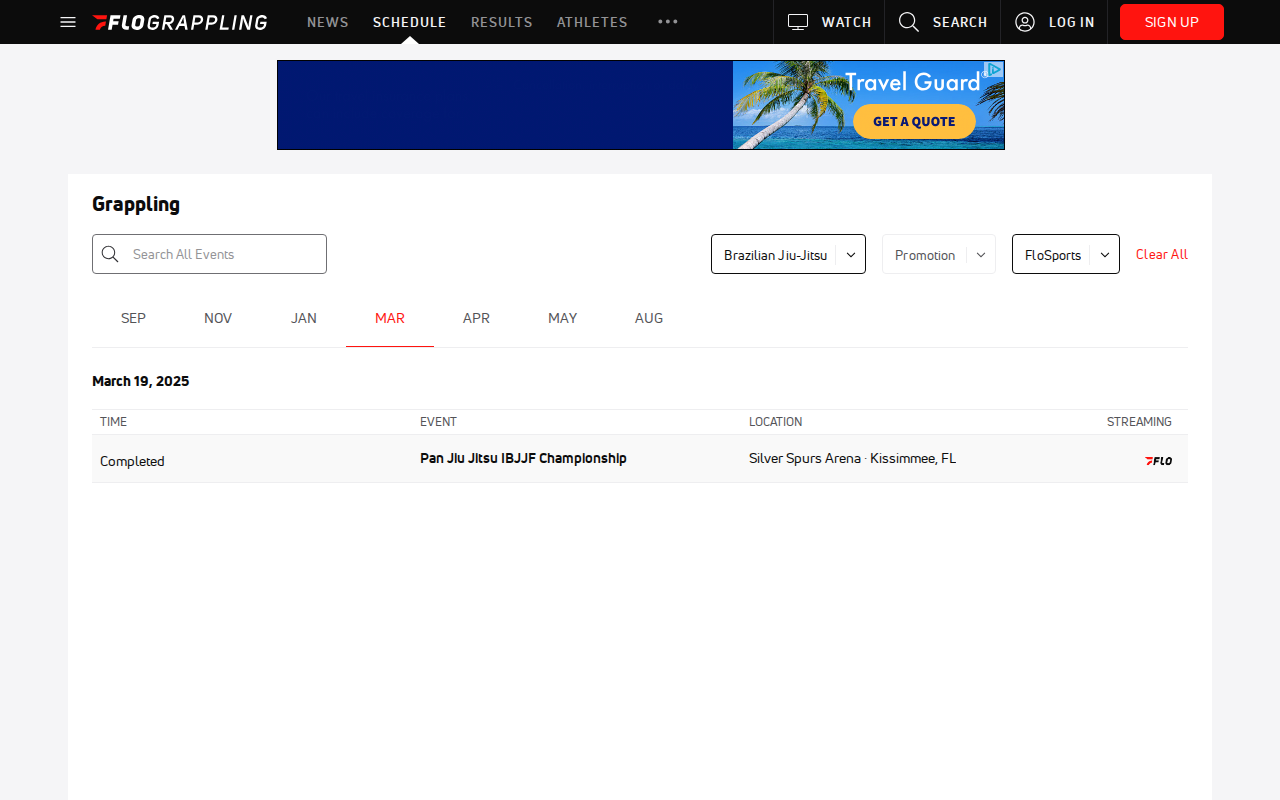 FLOGRAPPLING NEWS SCHEDULE RESULTS ATHLETES WATCH SEARCH LOG IN SIGN UP
Travel Guard®
GET A QUOTE
Grappling
Search All Events Brazilian Jiu-Jitsu Promotion FloSports Clear All
SEP NOV JAN MAR APR MAY AUG
March 19, 2025
TIME EVENT LOCATION STREAMING
Completed Pan Jiu Jitsu IBJJF Championship Silver Spurs Arena · Kissimmee, FL FLO